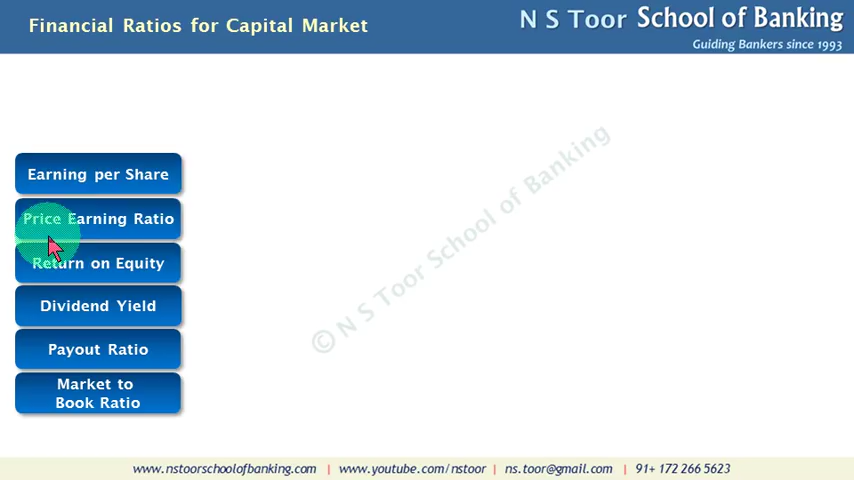 Financial Ratios for Capital Market
N S Toor School of Banking
Guiding Bankers since 1993
Earning per Share
Price Earning Ratio
Return on Equity
Dividend Yield
Payout Ratio
Market to
Book Ratio
© N S Toor School of Banking
www.nstoorschoolofbanking.com | www.youtube.com/nstoor | ns.toor@gmail.com | 91+ 172 266 5623